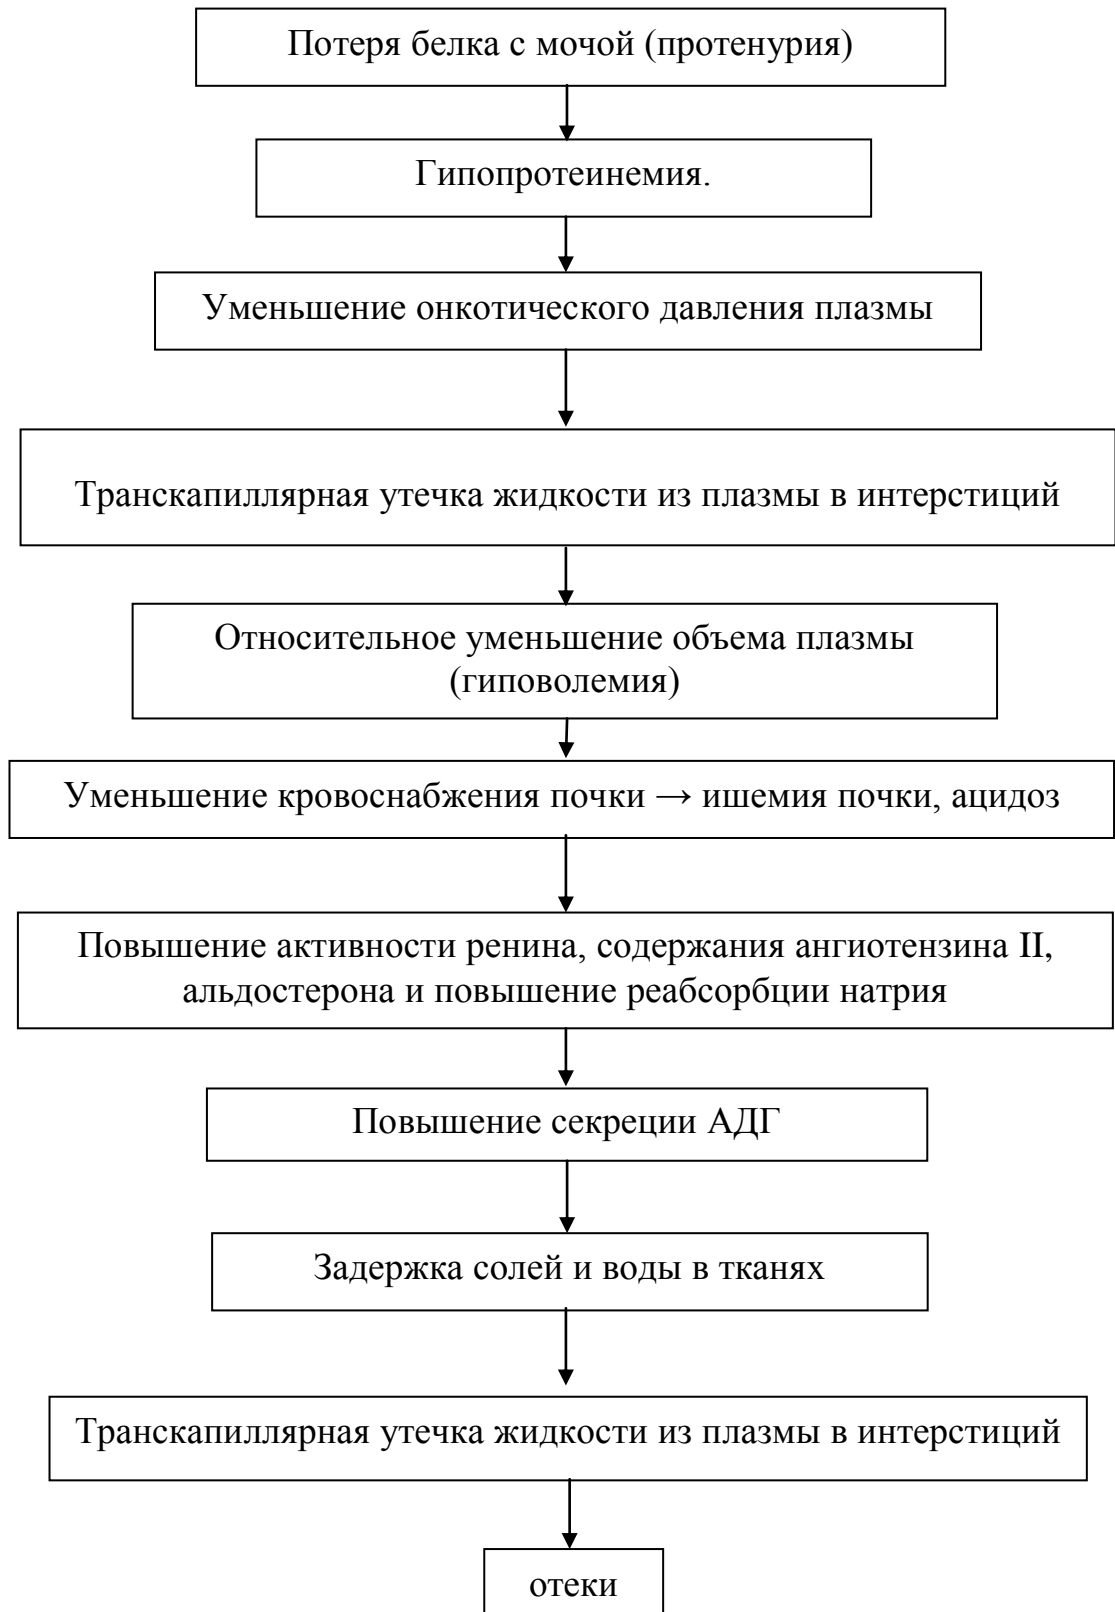 Потеря белка с мочой (протенурия)
Гипопротеинемия.
Уменьшение онкотического давления плазмы
Транскапиллярная утечка жидкости из плазмы в интерстиций
Относительное уменьшение объема плазмы
(гиповолемия)
Уменьшение кровоснабжения почки → ишемия почки, ацидоз
Повышение активности ренина, содержания ангиотензина II,
альдостерона и повышение реабсорбции натрия
Повышение секреции АДГ
Задержка солей и воды в тканях
Транскапиллярная утечка жидкости из плазмы в интерстиций
отеки